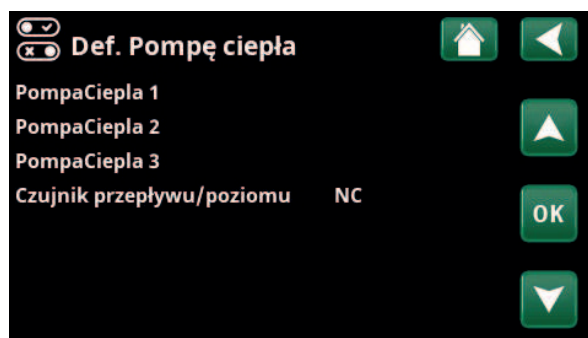 Def. Pompę ciepła
PompaCiepla 1
PompaCiepla 2
PompaCiepla 3
Czujnik przepływu/poziomu NC
OK